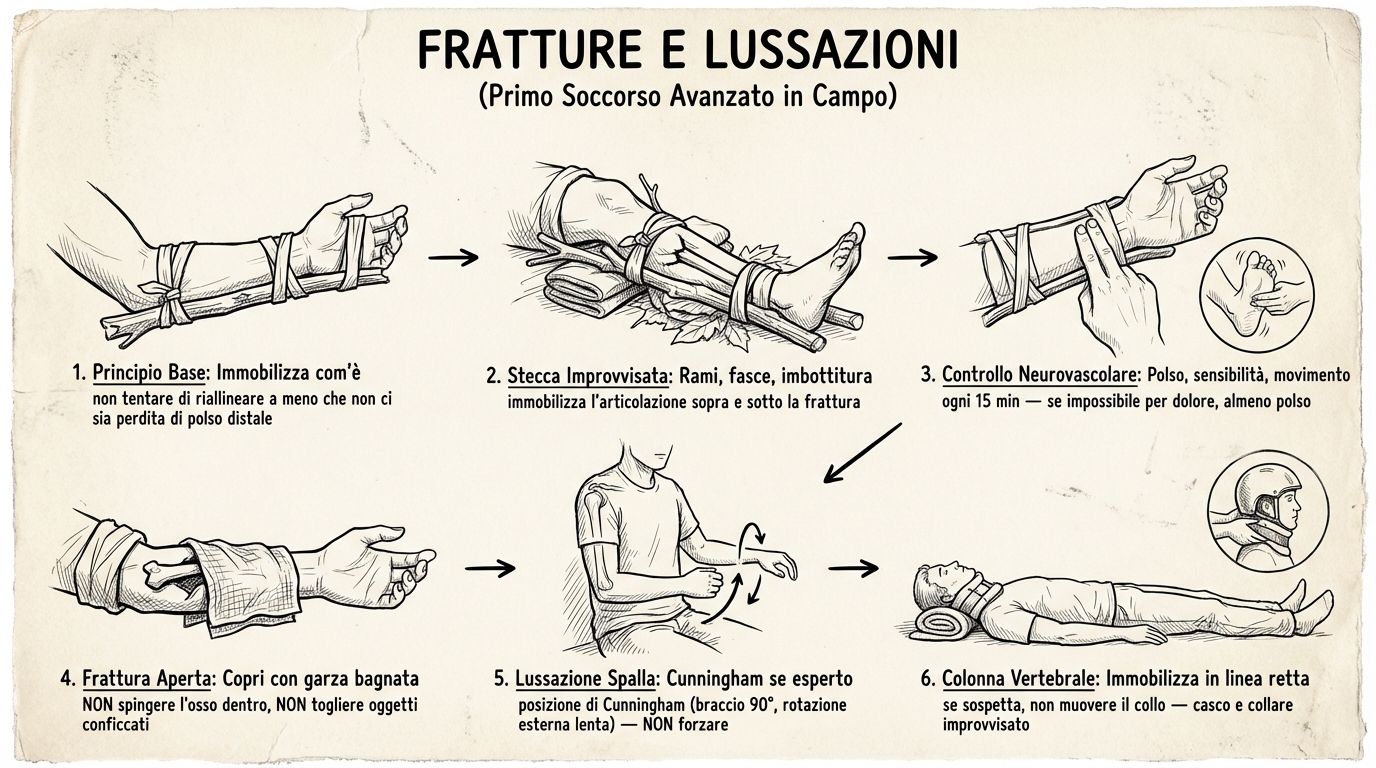 FRATTURE E LUSSAZIONI
(Primo Soccorso Avanzato in Campo)
1. Principio Base: Immobilizza com'è
non tentare di riallineare a meno che non ci
sia perdita di polso distale
2. Stecca Improvvisata: Rami, fasce, imbottitura
immobilizza l'articolazione sopra e sotto la frattura
3. Controllo Neurovascolare: Polso, sensibilità, movimento
ogni 15 min — se impossibile per dolore, almeno polso
4. Frattura Aperta: Copri con garza bagnata
NON spingere l'osso dentro, NON togliere oggetti
conficcati
5. Lussazione Spalla: Cunningham se esperto
posizione di Cunningham (braccio 90°, rotazione
esterna lenta) — NON forzare
6. Colonna Vertebrale: Immobilizza in linea retta
se sospetta, non muovere il collo — casco e collare
improvvisato